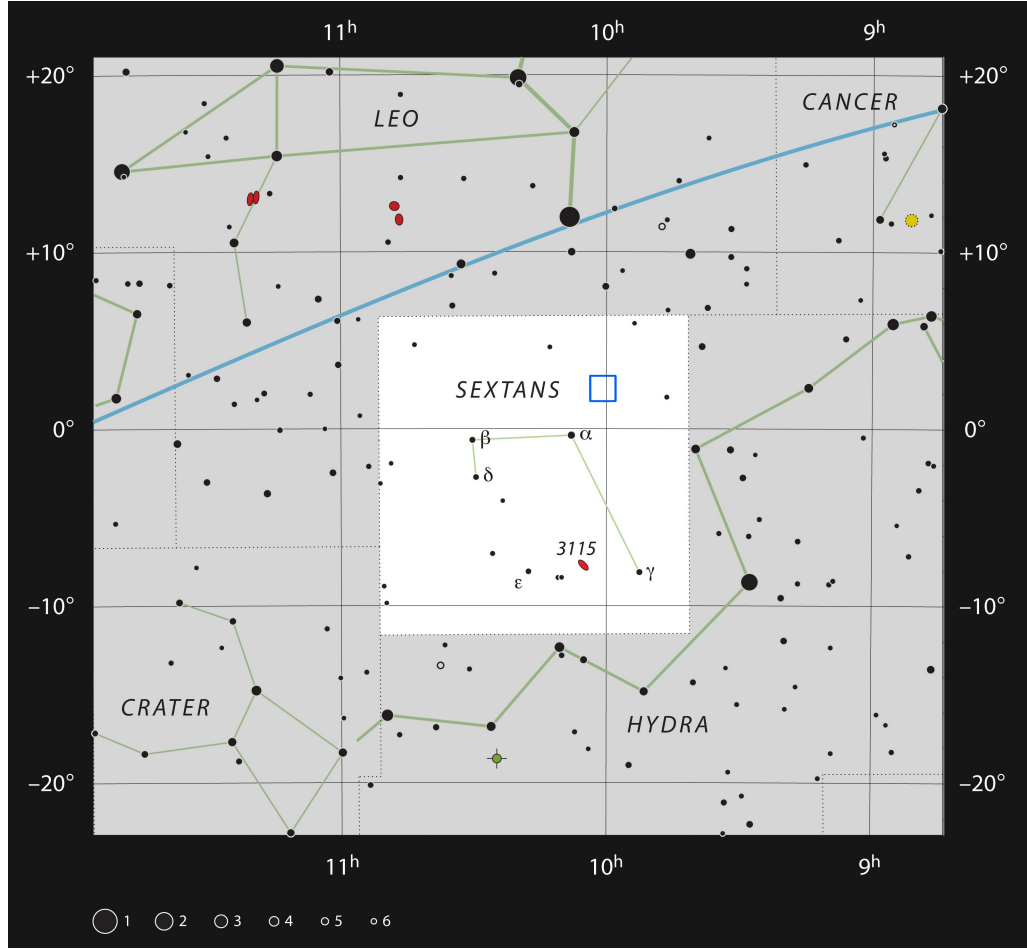 11h 10h 9h
+20° +20°
CANCER
LEO
+10° +10°
SEXTANS
0° 0°
β α
δ
3115
ε γ
−10° −10°
CRATER
HYDRA
−20° −20°
11h 10h 9h
1 2 3 4 5 6